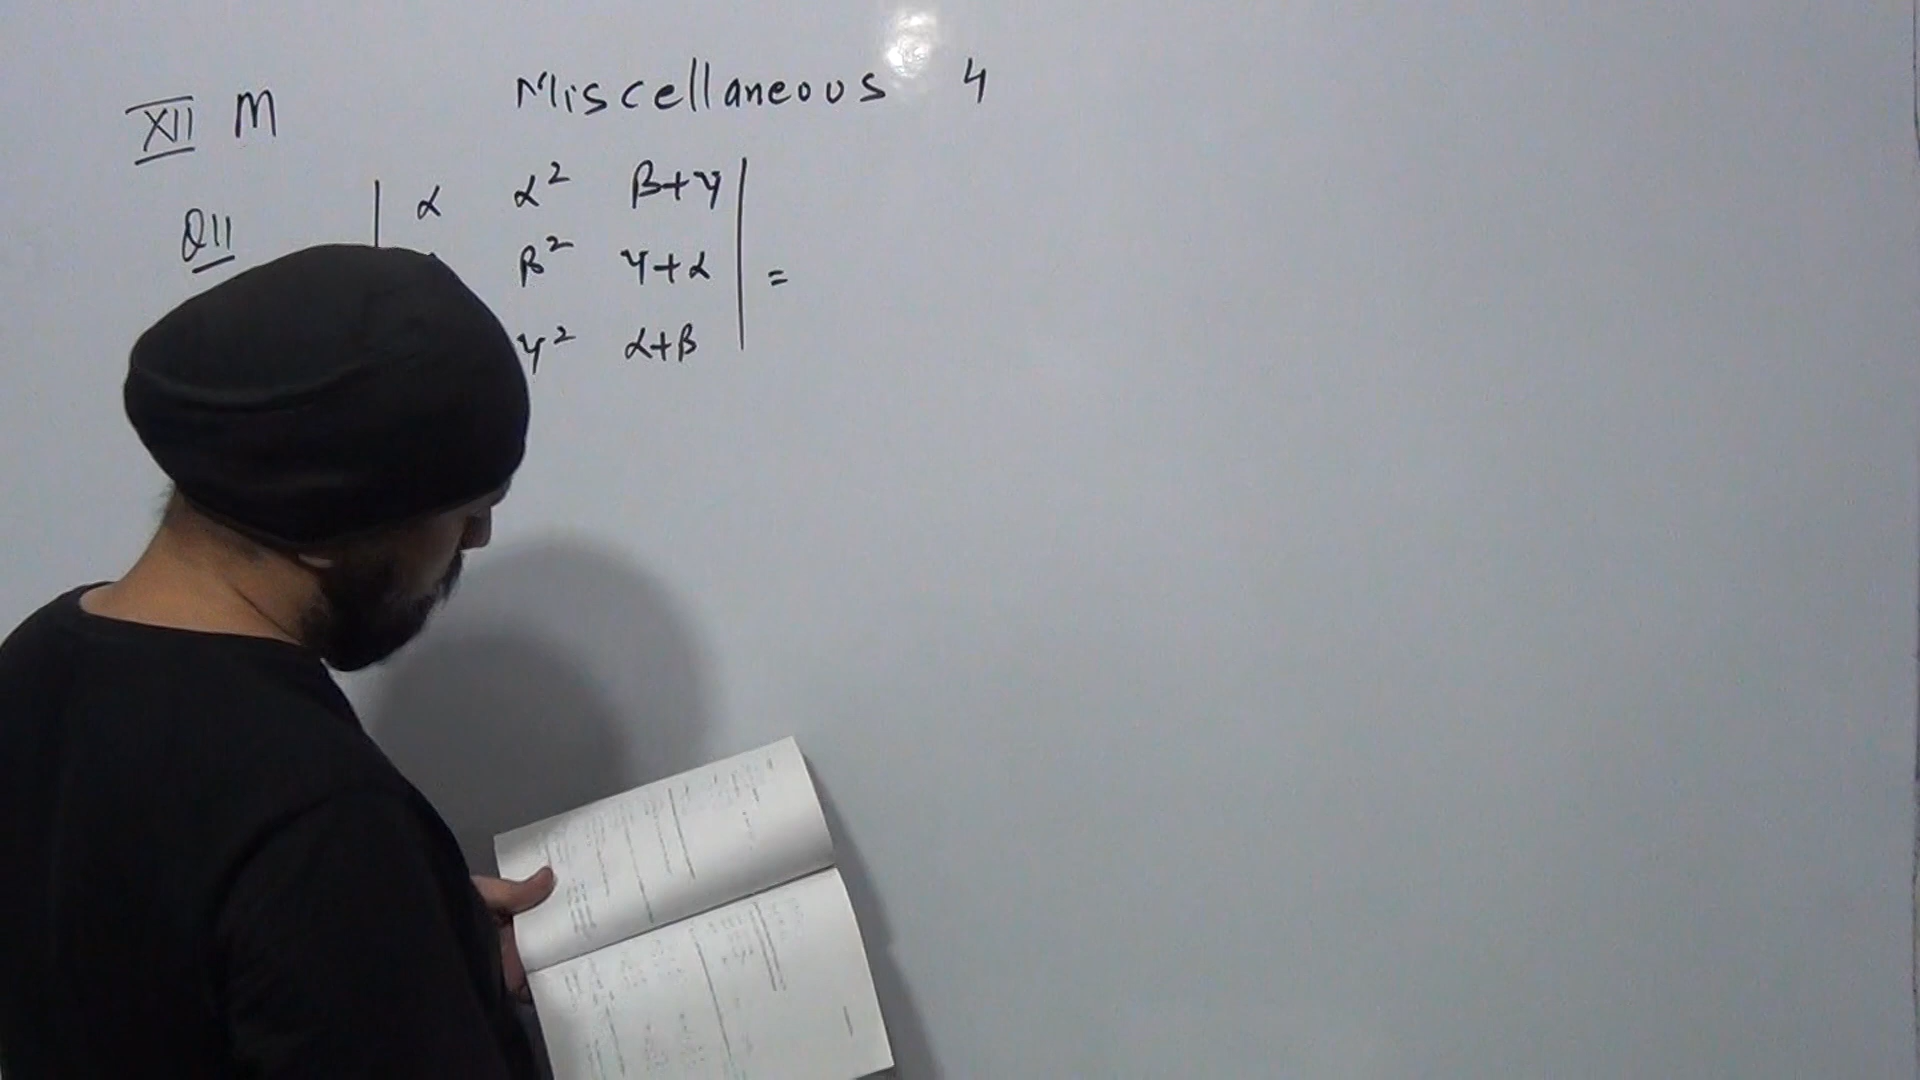 XII M Miscellaneous 4
Q11 | α α² β+γ |
β² γ+α | =
γ² α+β